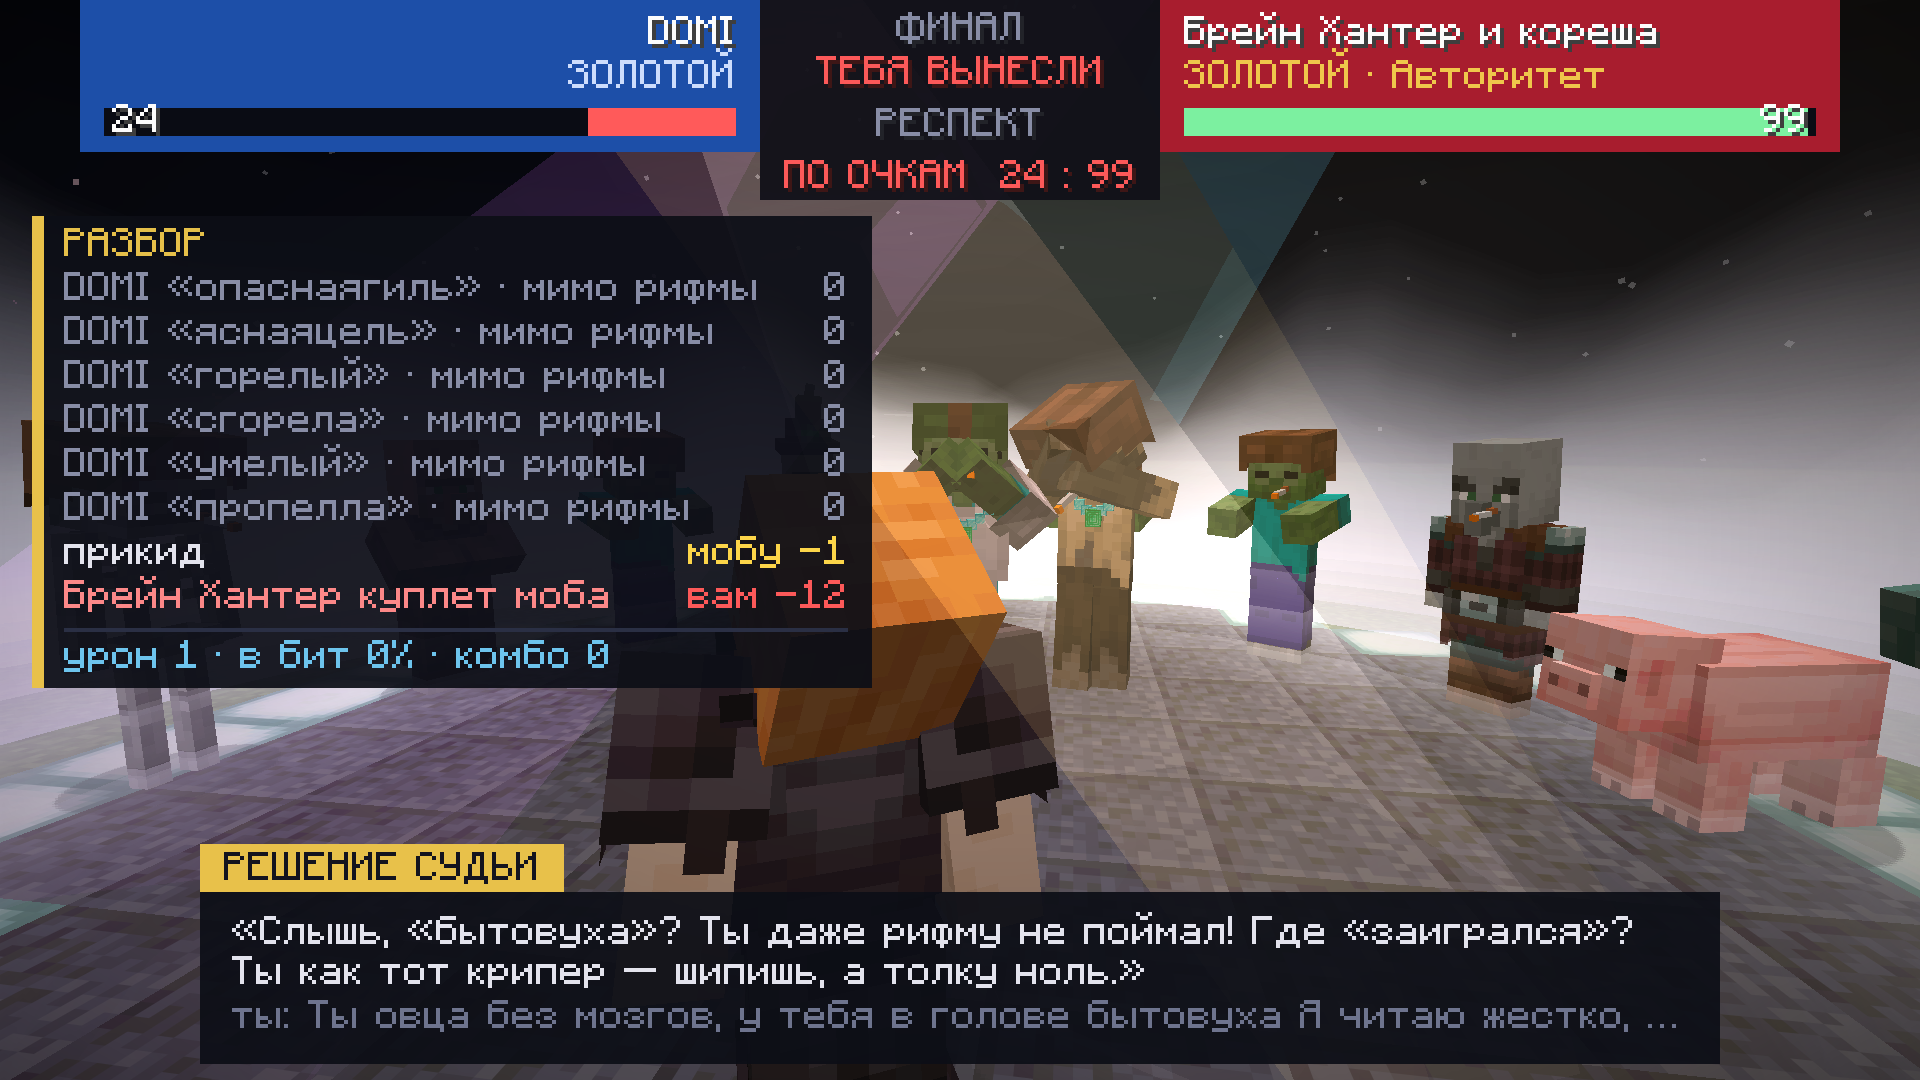 DOMI
ЗОЛОТОЙ
24
ФИНАЛ
ТЕБЯ ВЫНЕСЛИ
РЕСПЕКТ
ПО ОЧКАМ 24 : 99
Брейн Хантер и кореша
ЗОЛОТОЙ · Авторитет
99
РАЗБОР
DOMI «опаснаягиль» · мимо рифмы 0
DOMI «яснаяцель» · мимо рифмы 0
DOMI «горелый» · мимо рифмы 0
DOMI «сгорела» · мимо рифмы 0
DOMI «умелый» · мимо рифмы 0
DOMI «пропелла» · мимо рифмы 0
прикид мобу -1
Брейн Хантер куплет моба вам -12
урон 1 · в бит 0% · комбо 0
РЕШЕНИЕ СУДЬИ
«Слышь, «бытовуха»? Ты даже рифму не поймал! Где «заигрался»?
Ты как тот крипер — шипишь, а толку ноль.»
ты: Ты овца без мозгов, у тебя в голове бытовуха Я читаю жестко, ...